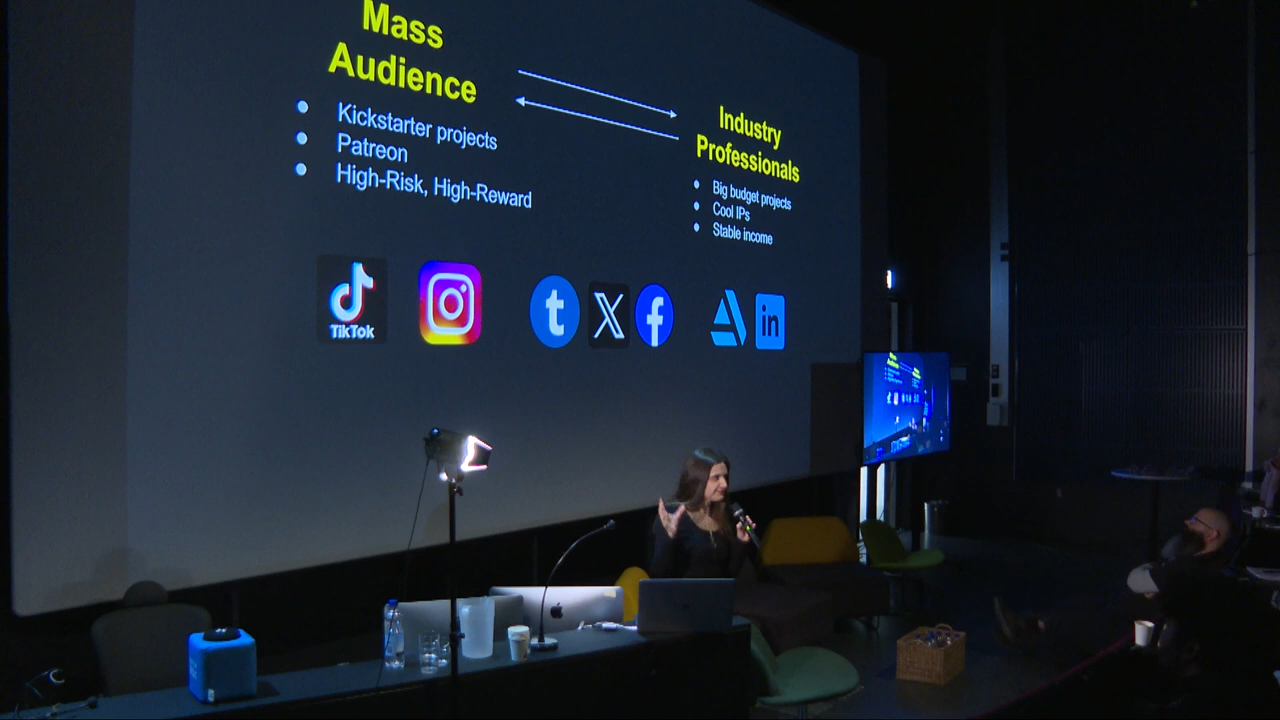 Mass
Audience
Kickstarter projects
Patreon
High-Risk, High-Reward
Industry
Professionals
Big budget projects
Cool IPs
Stable income
TikTok
t
X
f
in